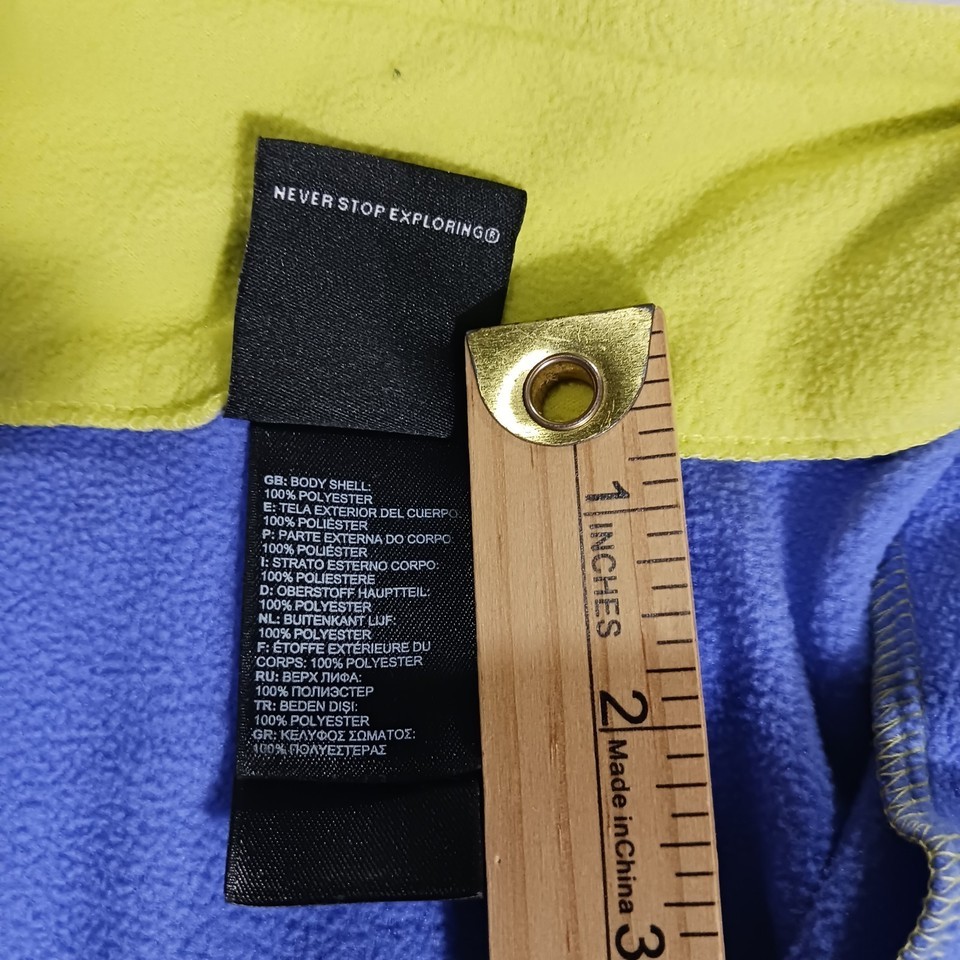 NEVER STOP EXPLORING®
GB: BODY SHELL:
100% POLYESTER
E: TELA EXTERIOR DEL CUERPO:
100% POLIÉSTER
P: PARTE EXTERNA DO CORPO
100% POLIÉSTER
I: STRATO ESTERNO CORPO:
100% POLIESTERE
D: OBERSTOFF HAUPTTEIL:
100% POLYESTER
NL: BUITENKANT LIJF:
100% POLYESTER
F: ÉTOFFE EXTÉRIEURE DU
CORPS: 100% POLYESTER
RU: ВЕРХ ЛИФА:
100% ПОЛИЭСТЕР
TR: BEDEN DIŞI:
100% POLYESTER
GR: ΚΕΛΥΦΟΣ ΣΩΜΑΤΟΣ:
100% ΠΟΛΥΕΣΤΕΡΑΣ
1 INCHES
2 Made inChina
3